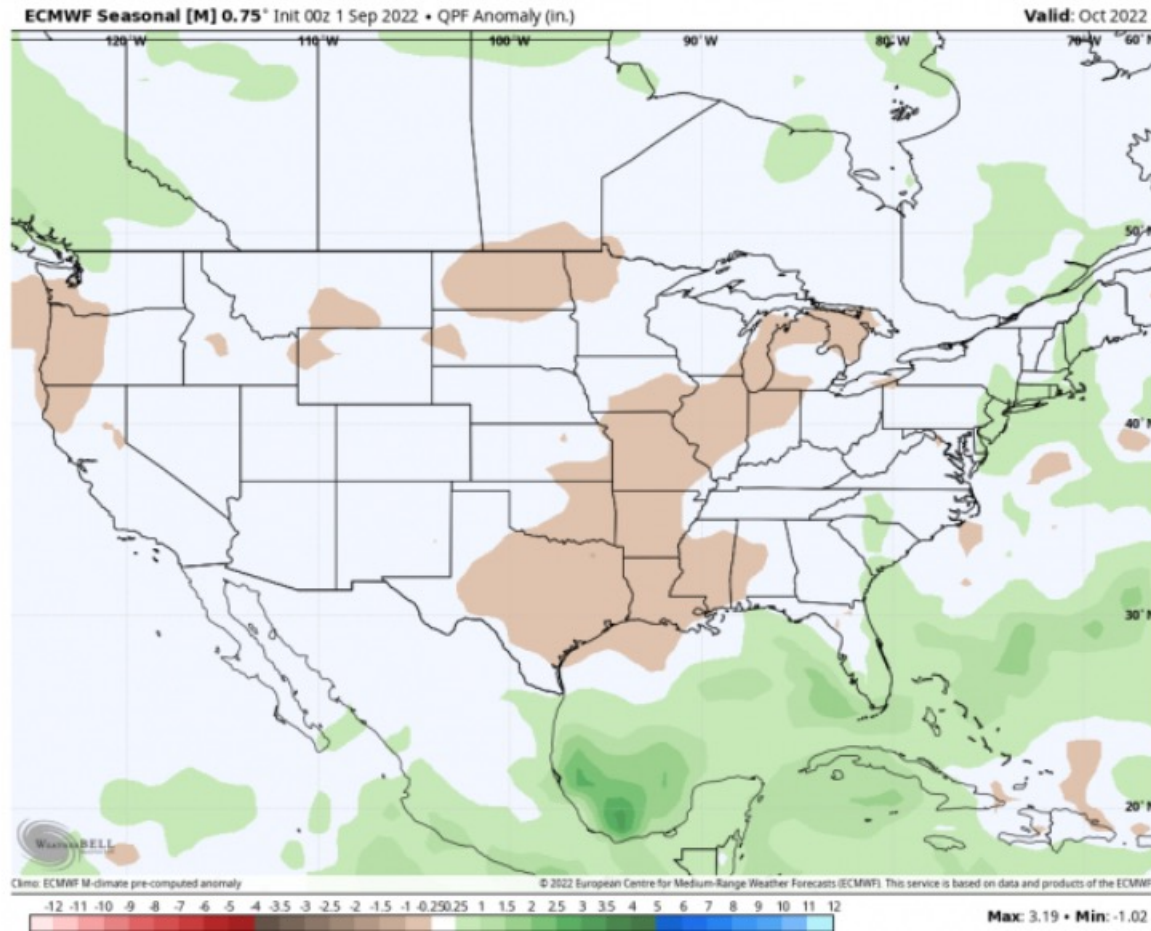 ECMWF Seasonal [M] 0.75° Init 00z 1 Sep 2022 • QPF Anomaly (in.) Valid: Oct 2022
120°W 110°W 100°W 90°W 80°W 70°W 60°N
50°N
40°N
30°N
20°N
WEATHERBELL
Climo: ECMWF M-climate pre-computed anomaly © 2022 European Centre for Medium-Range Weather Forecasts (ECMWF). This service is based on data and products of the ECMWF
-12 -11 -10 -9 -8 -7 -6 -5 -4 -3.5 -3 -2.5 -2 -1.5 -1 -0.25 0.25 1 1.5 2 2.5 3 3.5 4 5 6 7 8 9 10 11 12 Max: 3.19 • Min: -1.02